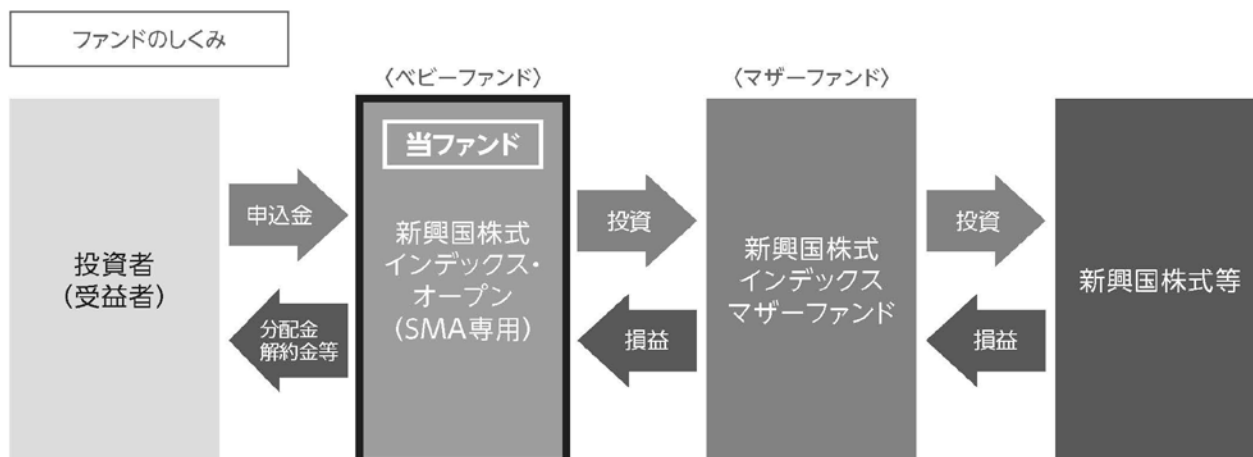 ファンドのしくみ
〈ベビーファンド〉
〈マザーファンド〉
投資者
(受益者)
申込金
分配金
解約金等
当ファンド
新興国株式
インデックス・
オープン
(SMA専用)
投資
損益
新興国株式
インデックス
マザーファンド
投資
損益
新興国株式等